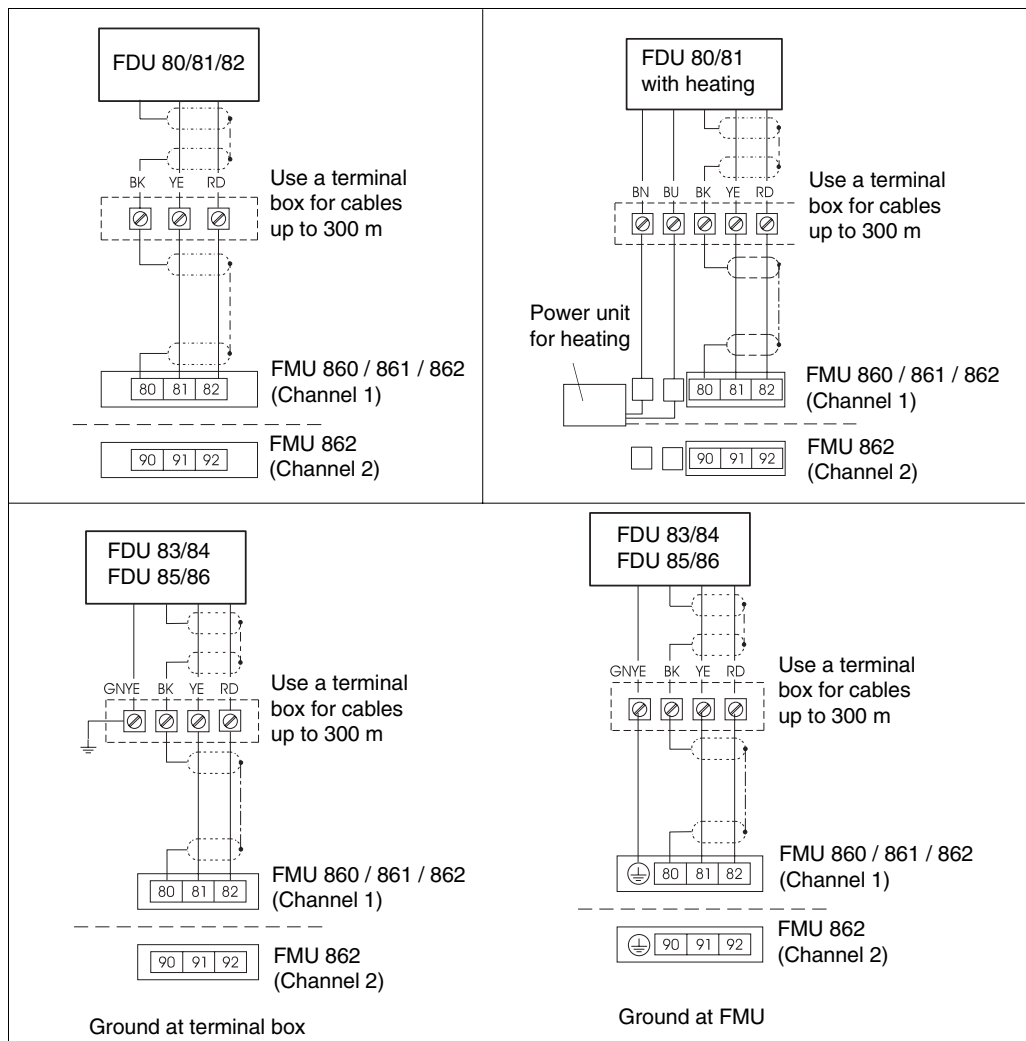 FDU 80/81/82
BK YE RD
Use a terminal
box for cables
up to 300 m
80 81 82
FMU 860 / 861 / 862
(Channel 1)
90 91 92
FMU 862
(Channel 2)
FDU 80/81
with heating
BN BU BK YE RD
Use a terminal
box for cables
up to 300 m
Power unit
for heating
80 81 82
FMU 860 / 861 / 862
(Channel 1)
90 91 92
FMU 862
(Channel 2)
FDU 83/84
FDU 85/86
GNYE BK YE RD
Use a terminal
box for cables
up to 300 m
80 81 82
FMU 860 / 861 / 862
(Channel 1)
90 91 92
FMU 862
(Channel 2)
Ground at terminal box
FDU 83/84
FDU 85/86
GNYE BK YE RD
Use a terminal
box for cables
up to 300 m
80 81 82
FMU 860 / 861 / 862
(Channel 1)
90 91 92
FMU 862
(Channel 2)
Ground at FMU